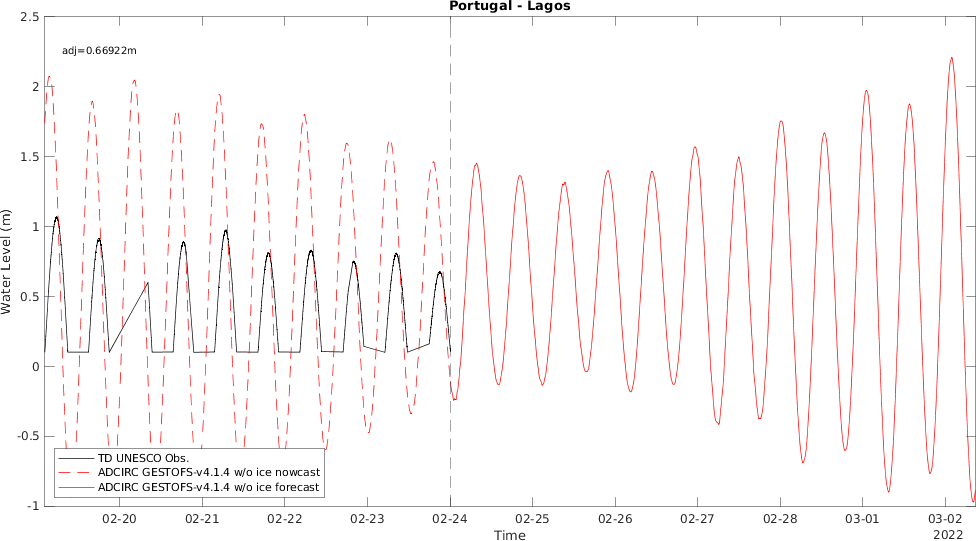 Portugal - Lagos
2.5
adj=0.66922m
2
1.5
1
0.5
0
-0.5
-1
Water Level (m)
TD UNESCO Obs.
ADCIRC GESTOFS-v4.1.4 w/o ice nowcast
ADCIRC GESTOFS-v4.1.4 w/o ice forecast
02-20 02-21 02-22 02-23 02-24 02-25 02-26 02-27 02-28 03-01 03-02
Time 2022